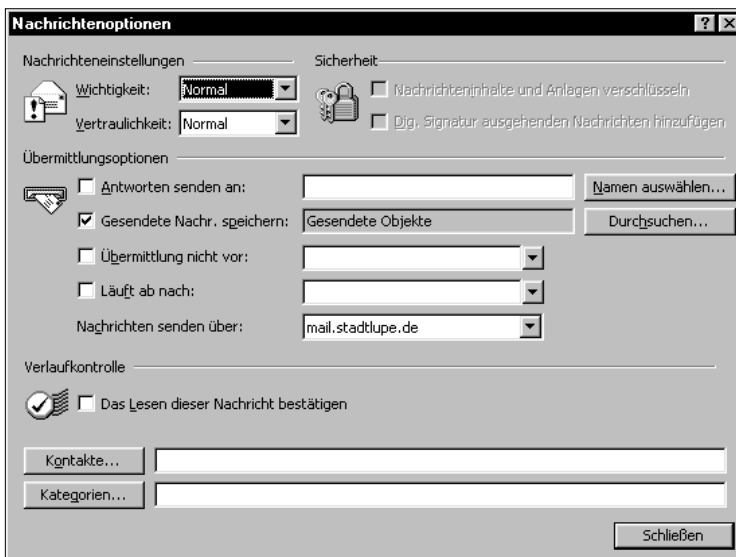 Nachrichtenoptionen
Nachrichteneinstellungen
Wichtigkeit: Normal
Vertraulichkeit: Normal
Sicherheit
Nachrichteninhalte und Anlagen verschlüsseln
Dig. Signatur ausgehenden Nachrichten hinzufügen
Übermittlungsoptionen
Antworten senden an: Namen auswählen...
Gesendete Nachr. speichern: Gesendete Objekte Durchsuchen...
Übermittlung nicht vor:
Läuft ab nach:
Nachrichten senden über: mail.stadtlupe.de
Verlaufkontrolle
Das Lesen dieser Nachricht bestätigen
Kontakte...
Kategorien...
Schließen